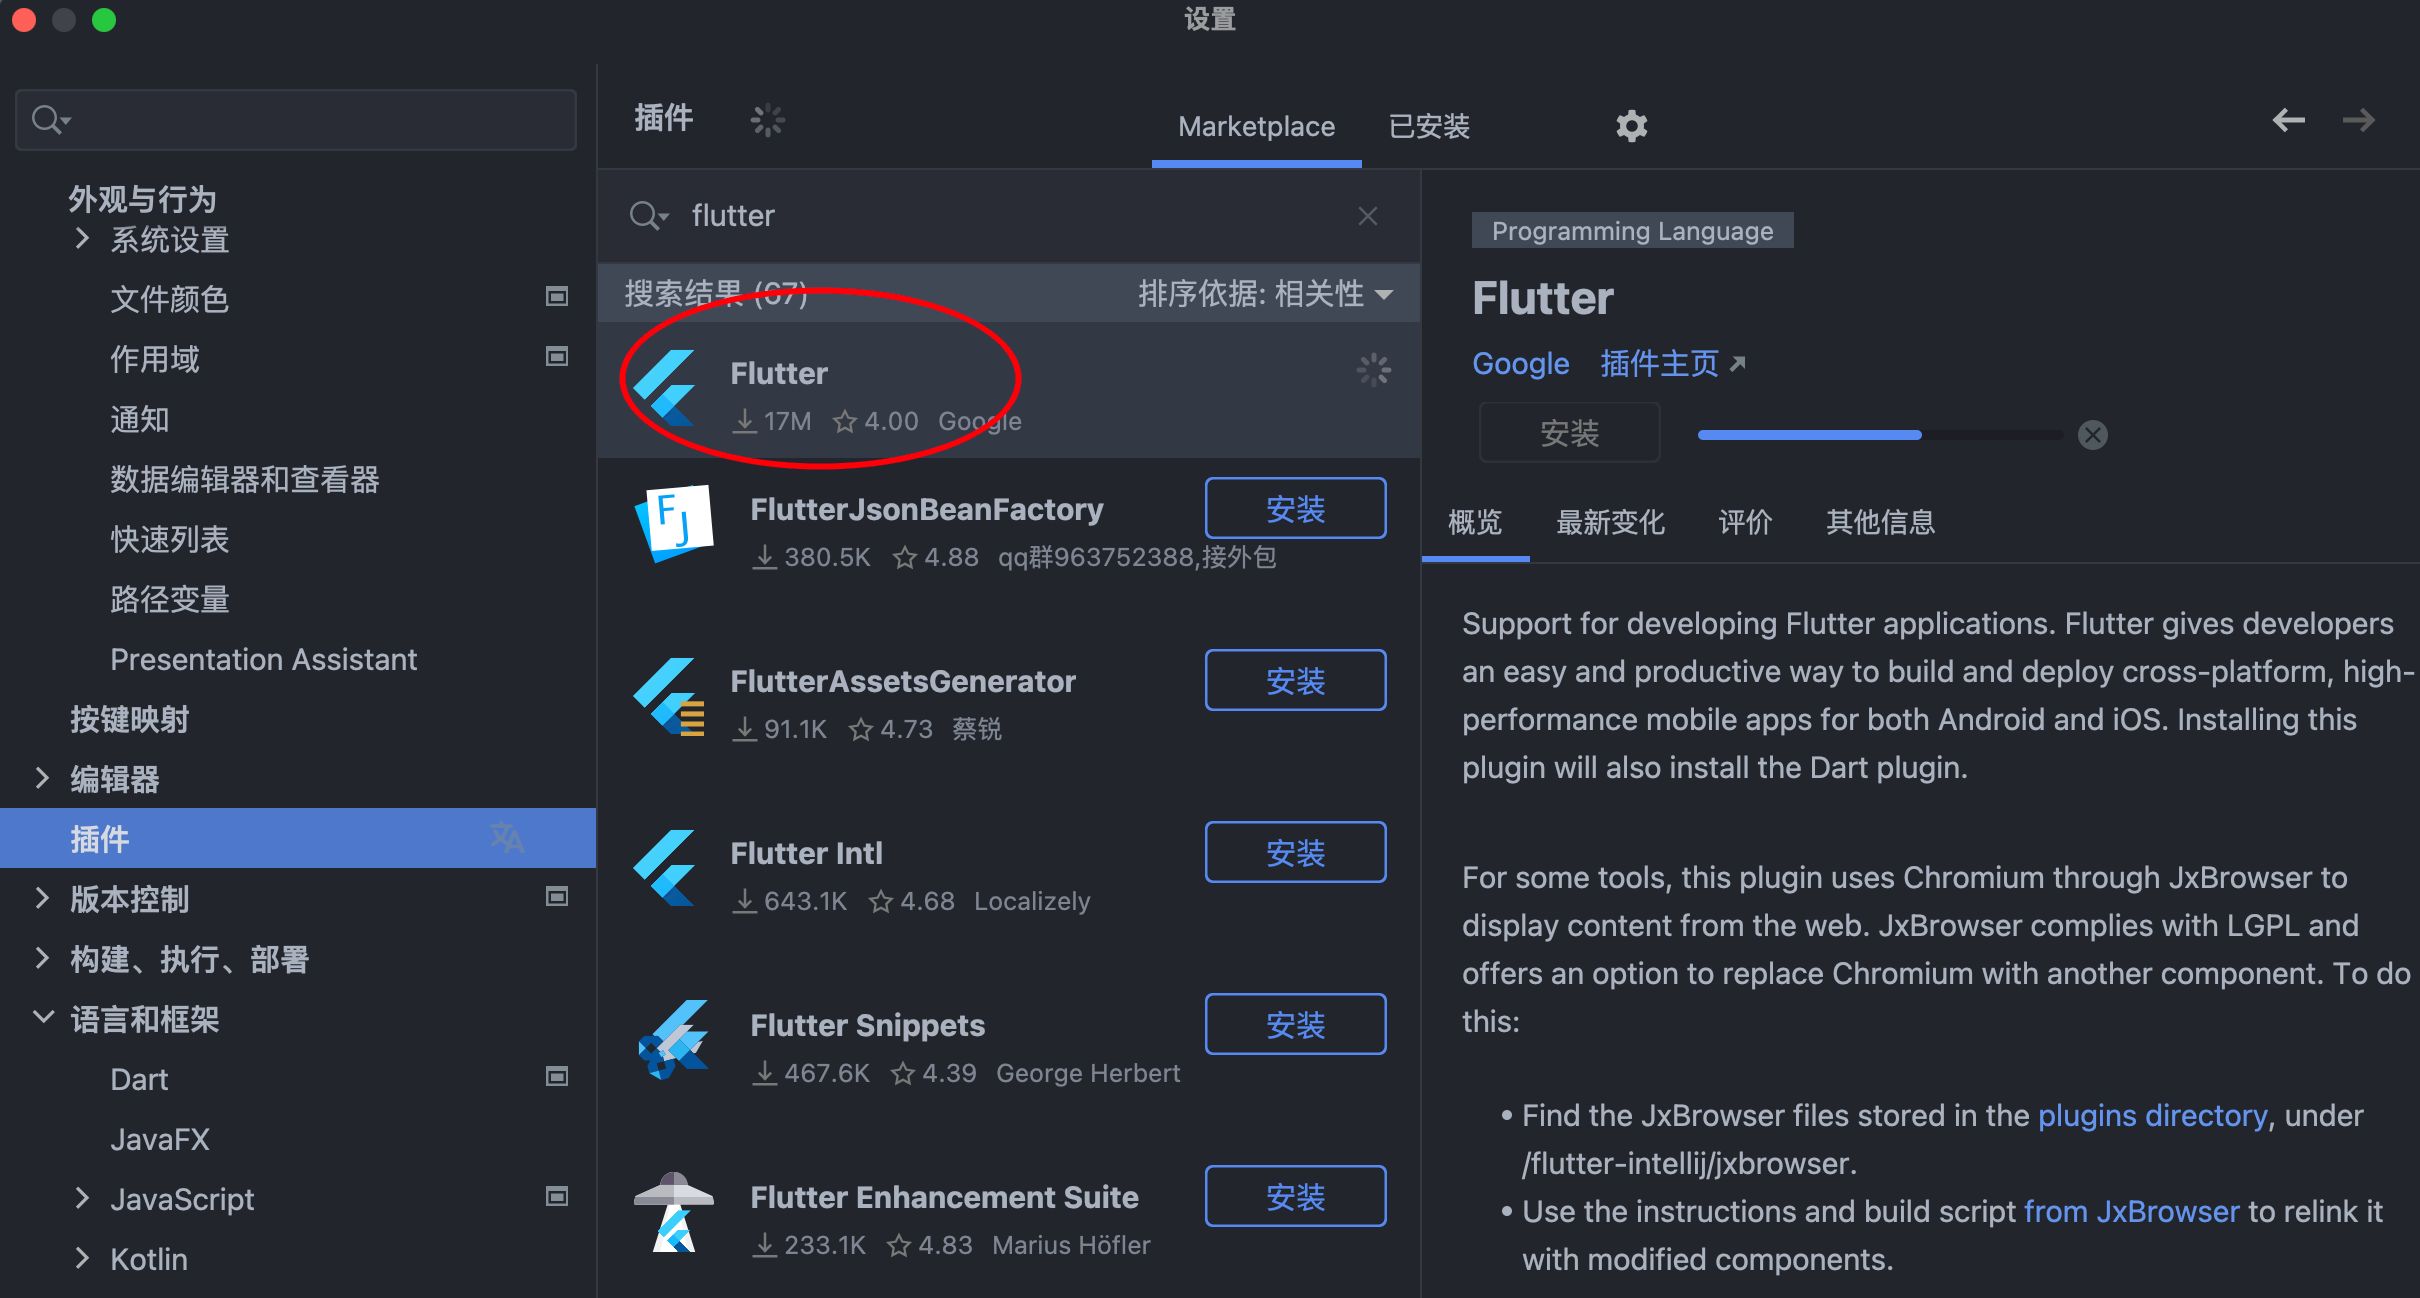 设置
外观与行为
系统设置
文件颜色
作用域
通知
数据编辑器和查看器
快速列表
路径变量
Presentation Assistant
按键映射
编辑器
插件
版本控制
构建、执行、部署
语言和框架
Dart
JavaFX
JavaScript
Kotlin
插件
Marketplace 已安装
flutter
搜索结果 (67) 排序依据: 相关性
Flutter
17M 4.00 Google
FlutterJsonBeanFactory 安装
380.5K 4.88 qq群963752388,接外包
FlutterAssetsGenerator 安装
91.1K 4.73 蔡锐
Flutter Intl 安装
643.1K 4.68 Localizely
Flutter Snippets 安装
467.6K 4.39 George Herbert
Flutter Enhancement Suite 安装
233.1K 4.83 Marius Höfler
Programming Language
Flutter
Google 插件主页
安装
概览 最新变化 评价 其他信息
Support for developing Flutter applications. Flutter gives developers
an easy and productive way to build and deploy cross-platform, high-
performance mobile apps for both Android and iOS. Installing this
plugin will also install the Dart plugin.
For some tools, this plugin uses Chromium through JxBrowser to
display content from the web. JxBrowser complies with LGPL and
offers an option to replace Chromium with another component. To do
this:
• Find the JxBrowser files stored in the plugins directory, under
/flutter-intellij/jxbrowser.
• Use the instructions and build script from JxBrowser to relink it
with modified components.